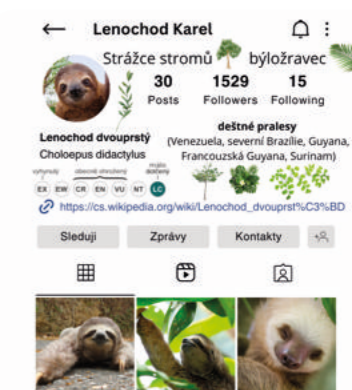 Lenochod Karel
Strážce stromů býložravec
30 1529 15
Posts Followers Following
Lenochod dvouprstý
Choloepus didactylus
deštné pralesy
(Venezuela, severní Brazílie, Guyana,
Francouzská Guyana, Surinam)
EX EW CR EN VU NT LC
https://cs.wikipedia.org/wiki/Lenochod_dvouprst%C3%BD
Sleduji Zprávy Kontakty